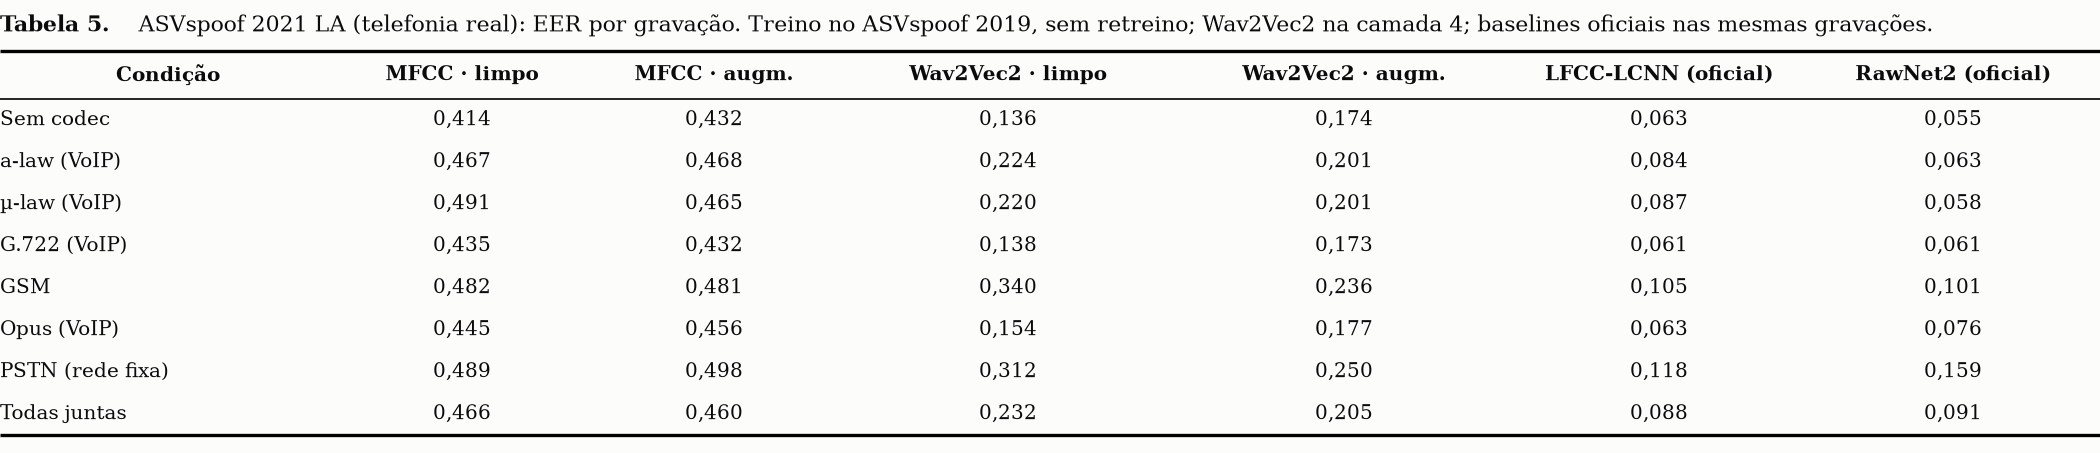 Tabela 5. ASVspoof 2021 LA (telefonia real): EER por gravação. Treino no ASVspoof 2019, sem retreino; Wav2Vec2 na camada 4; baselines oficiais nas mesmas gravações.
Condição MFCC · limpo MFCC · augm. Wav2Vec2 · limpo Wav2Vec2 · augm. LFCC-LCNN (oficial) RawNet2 (oficial)
Sem codec 0,414 0,432 0,136 0,174 0,063 0,055
a-law (VoIP) 0,467 0,468 0,224 0,201 0,084 0,063
µ-law (VoIP) 0,491 0,465 0,220 0,201 0,087 0,058
G.722 (VoIP) 0,435 0,432 0,138 0,173 0,061 0,061
GSM 0,482 0,481 0,340 0,236 0,105 0,101
Opus (VoIP) 0,445 0,456 0,154 0,177 0,063 0,076
PSTN (rede fixa) 0,489 0,498 0,312 0,250 0,118 0,159
Todas juntas 0,466 0,460 0,232 0,205 0,088 0,091